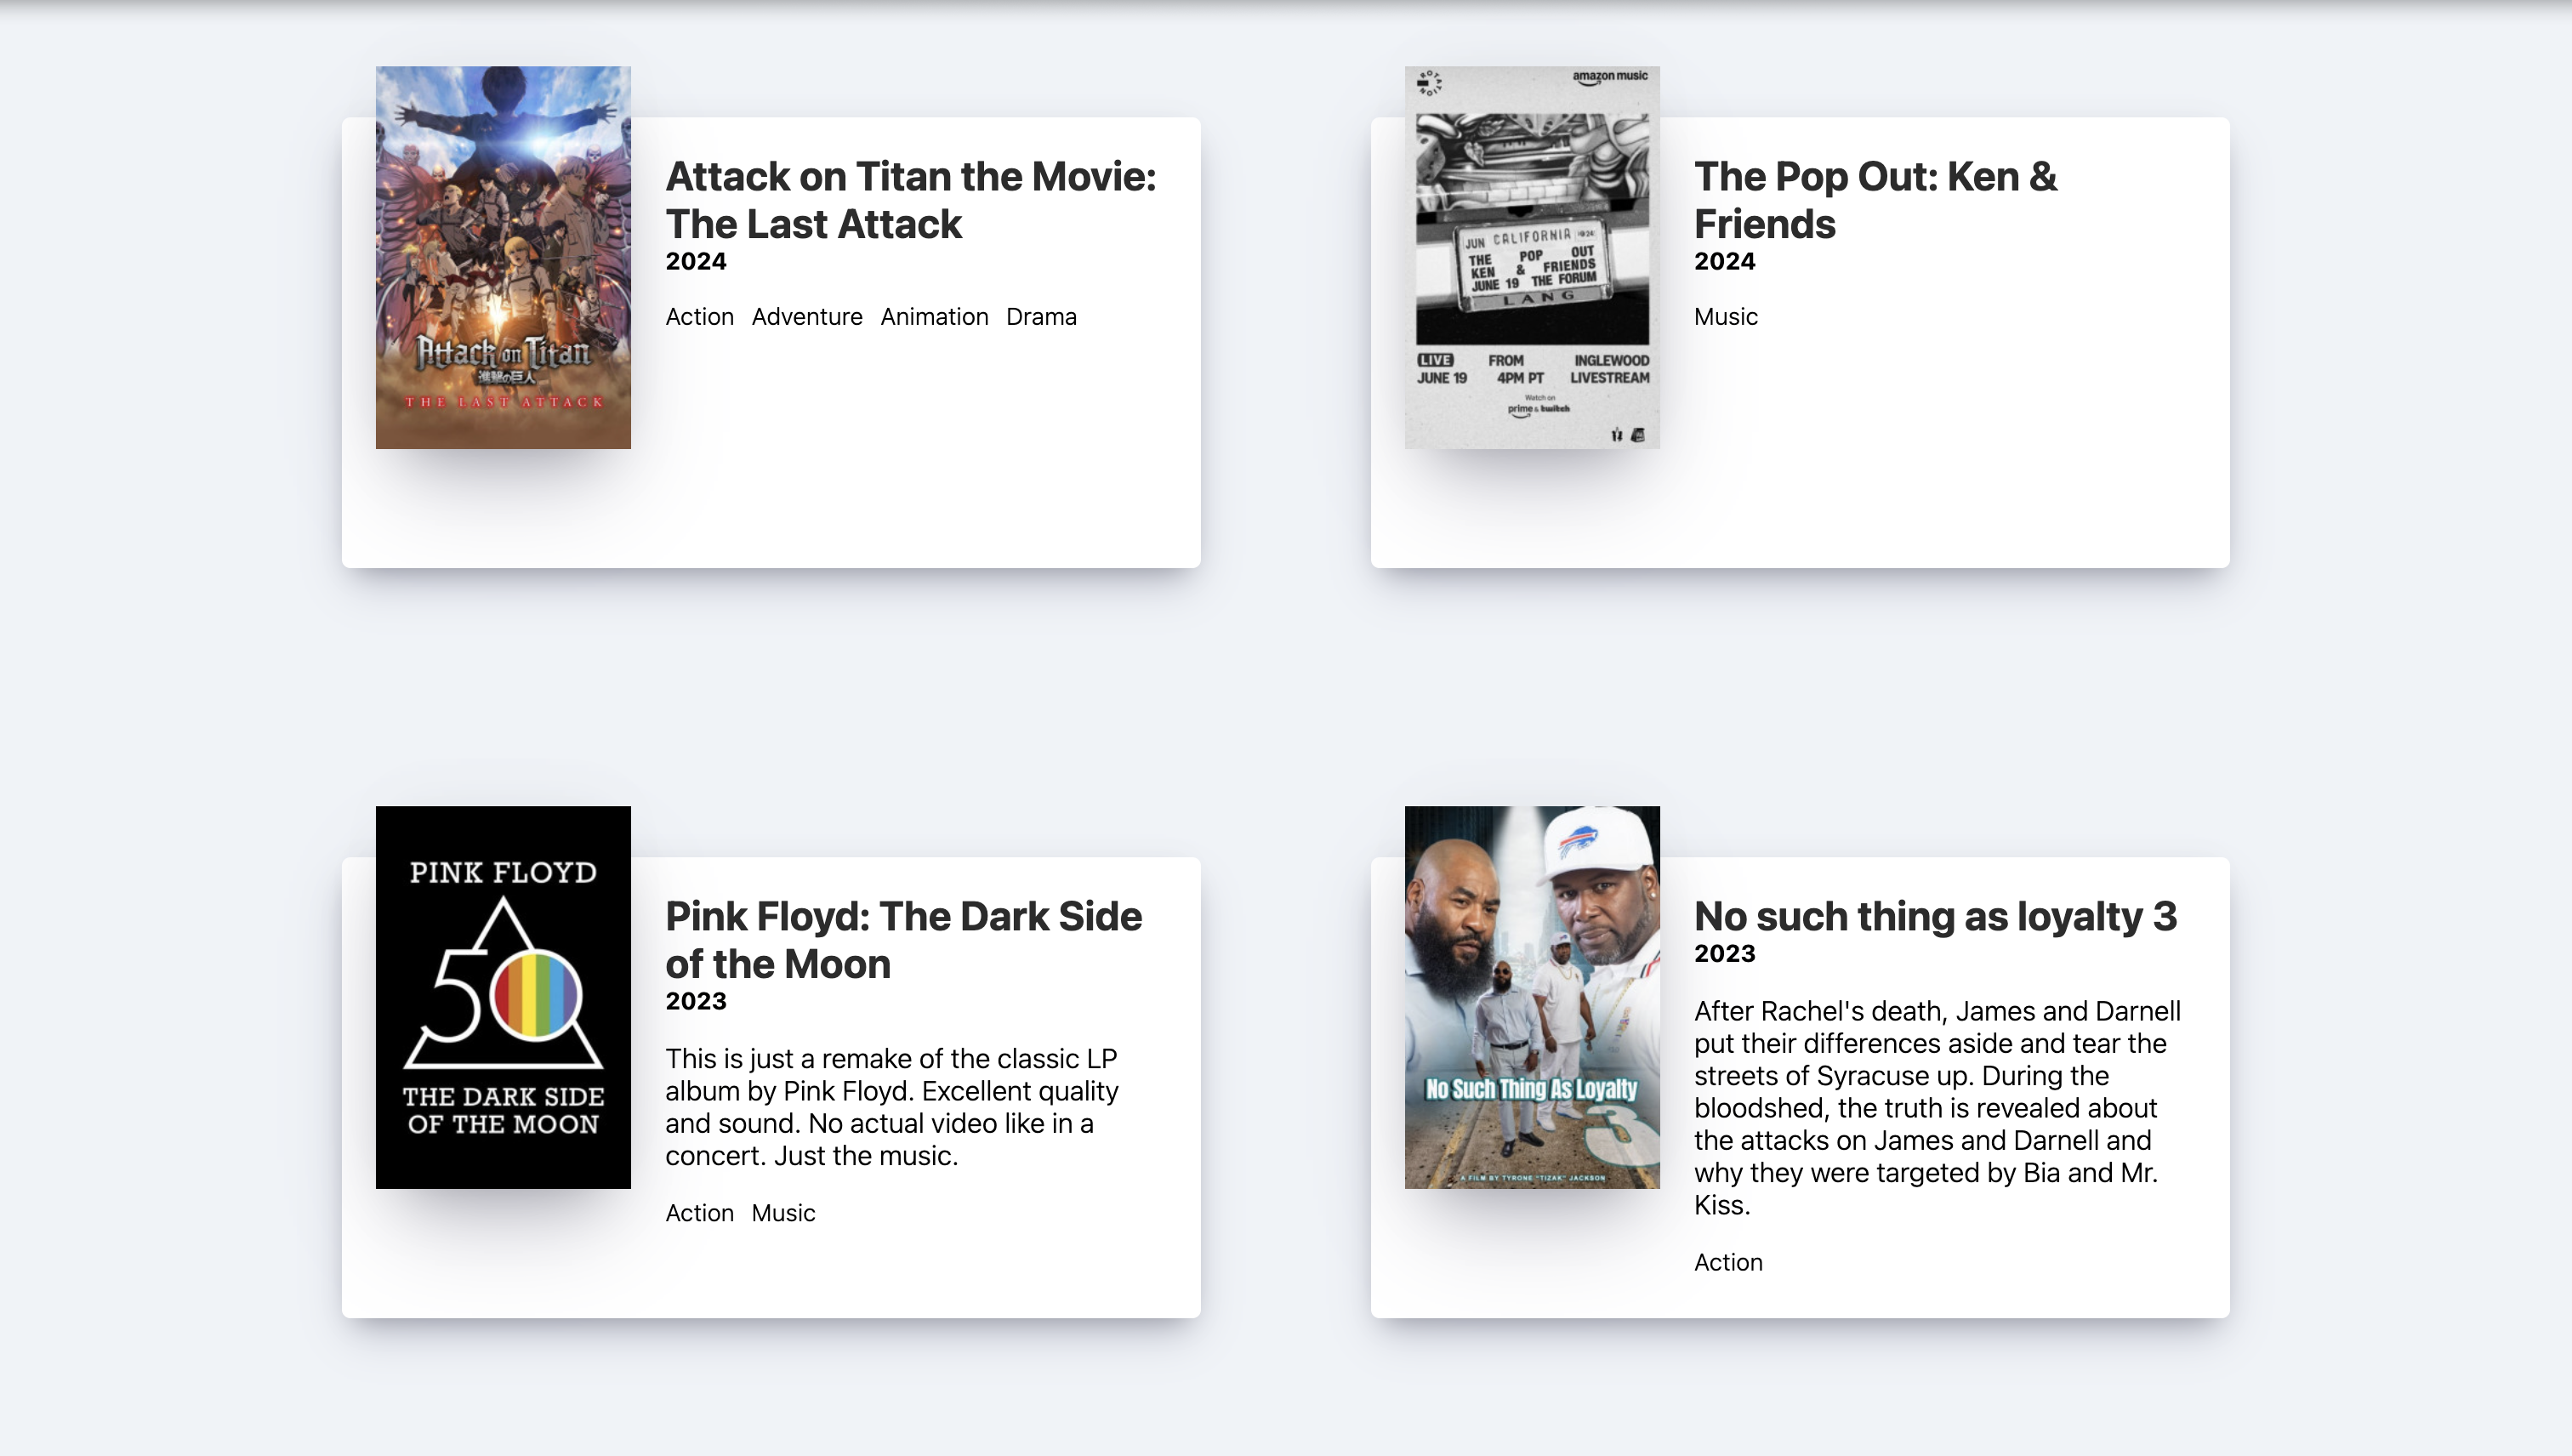 Attack on Titan
進撃の巨人
THE LAST ATTACK
Attack on Titan the Movie:
The Last Attack
2024
Action Adventure Animation Drama
ROTATION
amazon music
JUN CALIFORNIA 1924
THE POP OUT
KEN & FRIENDS
JUNE 19 THE FORUM
LANG
LIVE FROM INGLEWOOD
JUNE 19 4PM PT LIVESTREAM
Watch on
prime & twitch
The Pop Out: Ken &
Friends
2024
Music
PINK FLOYD
50
THE DARK SIDE
OF THE MOON
Pink Floyd: The Dark Side
of the Moon
2023
This is just a remake of the classic LP
album by Pink Floyd. Excellent quality
and sound. No actual video like in a
concert. Just the music.
Action Music
No Such Thing As Loyalty
3
A FILM BY TYRONE "TIZAK" JACKSON
No such thing as loyalty 3
2023
After Rachel's death, James and Darnell
put their differences aside and tear the
streets of Syracuse up. During the
bloodshed, the truth is revealed about
the attacks on James and Darnell and
why they were targeted by Bia and Mr.
Kiss.
Action